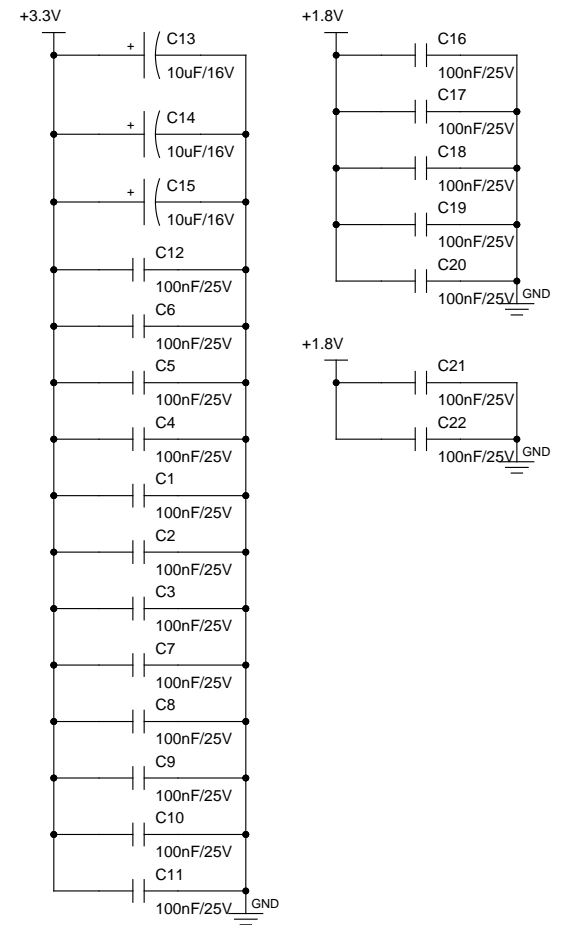 +3.3V
+
C13
10uF/16V
+
C14
10uF/16V
+
C15
10uF/16V
C12
100nF/25V
C6
100nF/25V
C5
100nF/25V
C4
100nF/25V
C1
100nF/25V
C2
100nF/25V
C3
100nF/25V
C7
100nF/25V
C8
100nF/25V
C9
100nF/25V
C10
100nF/25V
C11
100nF/25V
GND
+1.8V
C16
100nF/25V
C17
100nF/25V
C18
100nF/25V
C19
100nF/25V
C20
100nF/25V
GND
+1.8V
C21
100nF/25V
C22
100nF/25V
GND